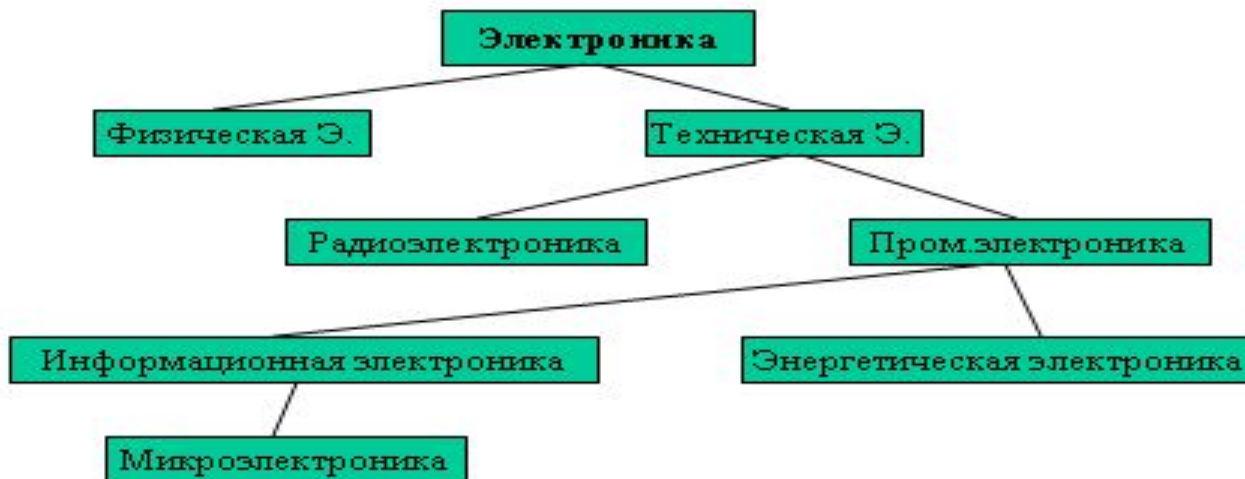 Электроника
Физическая Э.
Техническая Э.
Радиоэлектроника
Пром.электроника
Информационная электроника
Энергетическая электроника
Микроэлектроника